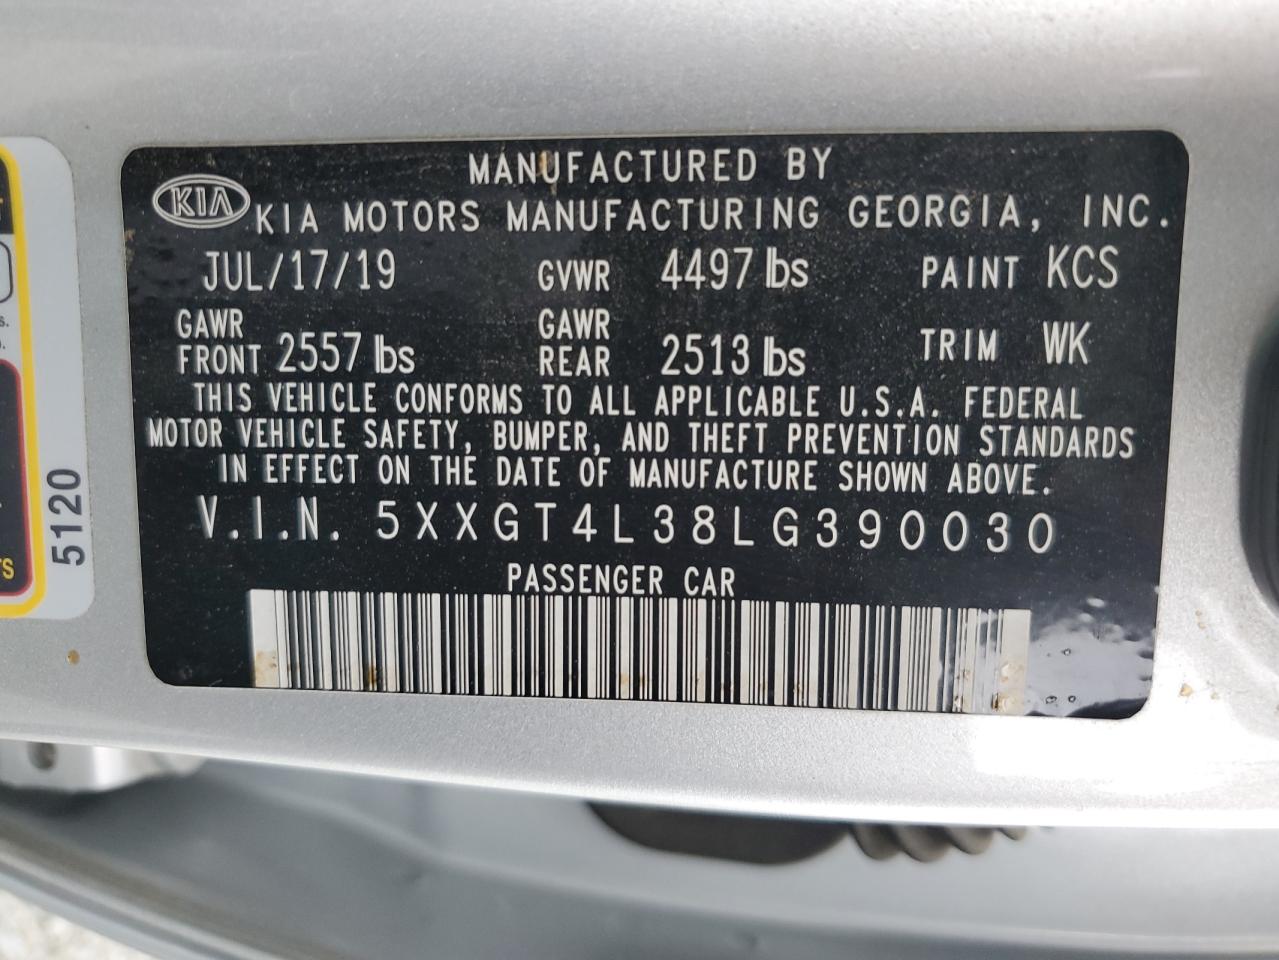 MANUFACTURED BY
KIA KIA MOTORS MANUFACTURING GEORGIA, INC.
JUL/17/19 GVWR 4497 lbs PAINT KCS
GAWR FRONT 2557 lbs GAWR REAR 2513 lbs TRIM WK
THIS VEHICLE CONFORMS TO ALL APPLICABLE U.S.A. FEDERAL
MOTOR VEHICLE SAFETY, BUMPER, AND THEFT PREVENTION STANDARDS
IN EFFECT ON THE DATE OF MANUFACTURE SHOWN ABOVE.
V.I.N. 5XXGT4L38LG390030
PASSENGER CAR
5120